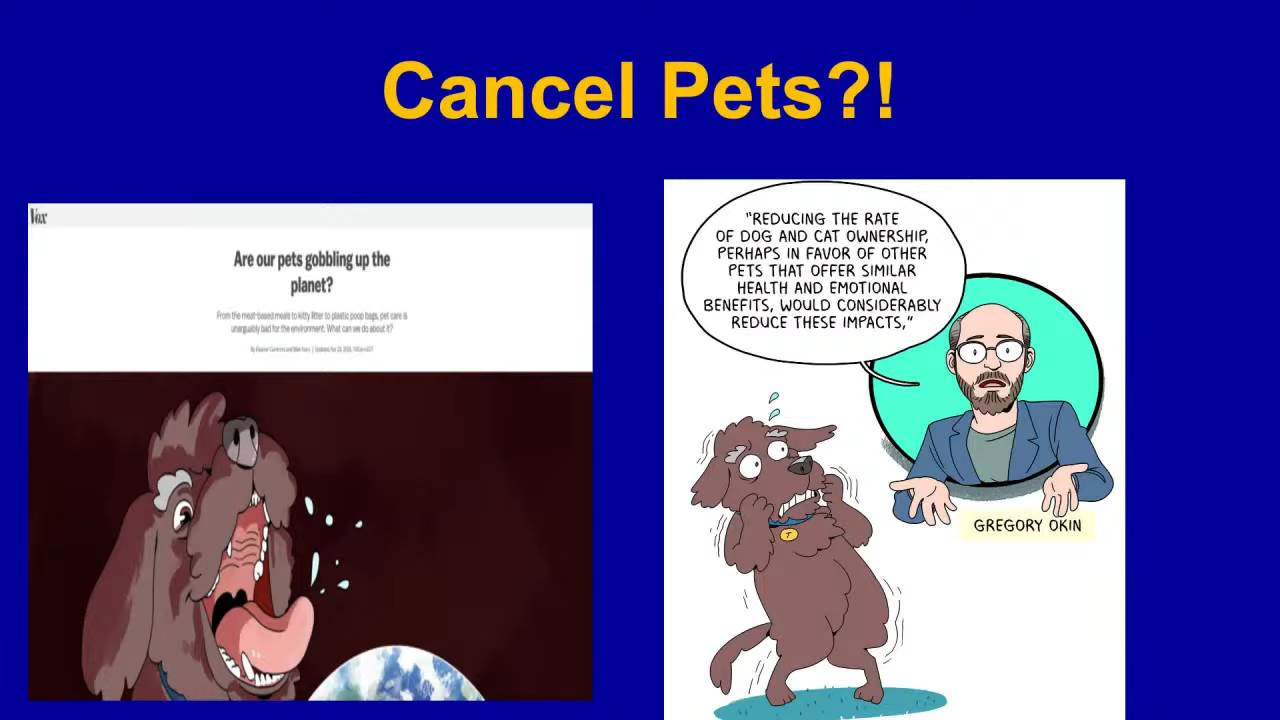 Cancel Pets?!
Vox
Are our pets gobbling up the
planet?
From the meat-based meals to kitty litter to plastic poop bags, pet care is
unarguably bad for the environment. What can we do about it?
By Eleanor
"REDUCING THE RATE
OF DOG AND CAT OWNERSHIP,
PERHAPS IN FAVOR OF OTHER
PETS THAT OFFER SIMILAR
HEALTH AND EMOTIONAL
BENEFITS, WOULD CONSIDERABLY
REDUCE THESE IMPACTS,"
GREGORY OKIN